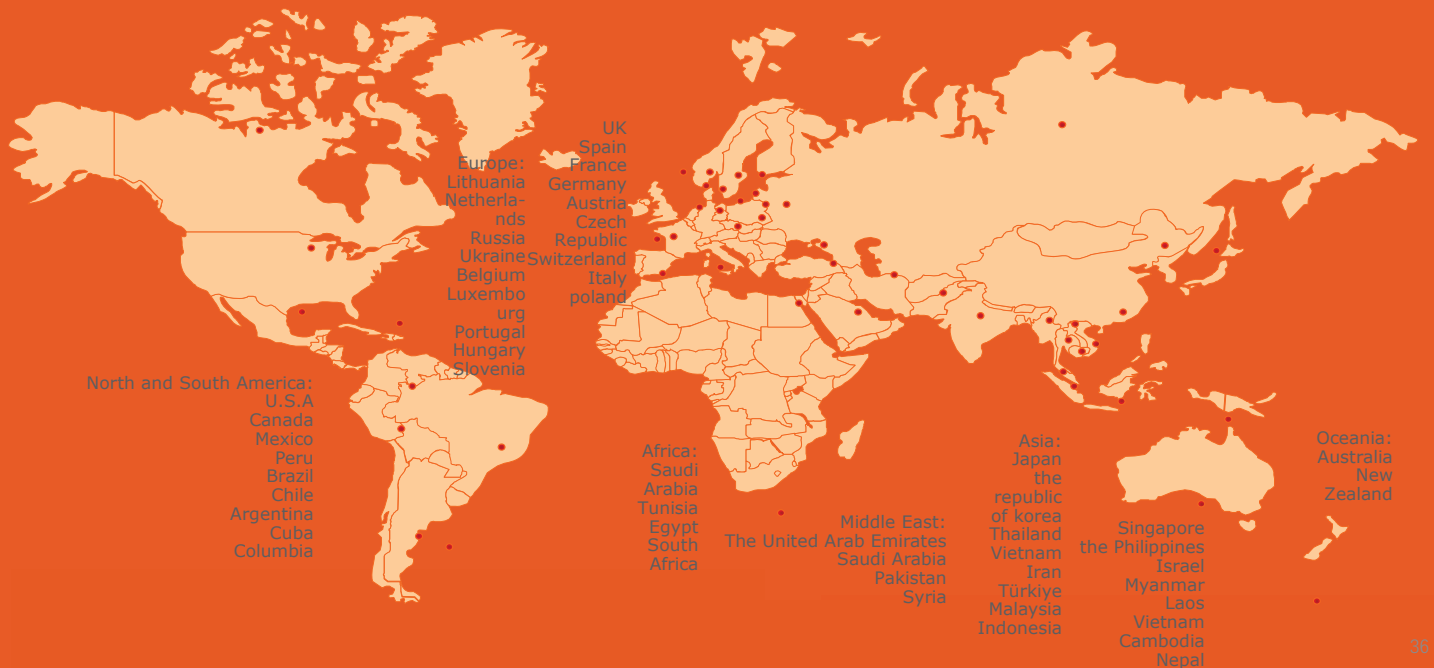 Europe:
Lithuania
Netherla-
nds
Russia
Ukraine
Belgium
Luxembo
urg
Portugal
Hungary
Slovenia
UK
Spain
France
Germany
Austria
Czech
Republic
Switzerland
Italy
poland
North and South America:
U.S.A
Canada
Mexico
Peru
Brazil
Chile
Argentina
Cuba
Columbia
Africa:
Saudi
Arabia
Tunisia
Egypt
South
Africa
Middle East:
The United Arab Emirates
Saudi Arabia
Pakistan
Syria
Asia:
Japan
the
republic
of korea
Thailand
Vietnam
Iran
Türkiye
Malaysia
Indonesia
Singapore
the Philippines
Israel
Myanmar
Laos
Vietnam
Cambodia
Nepal
Oceania:
Australia
New
Zealand
36